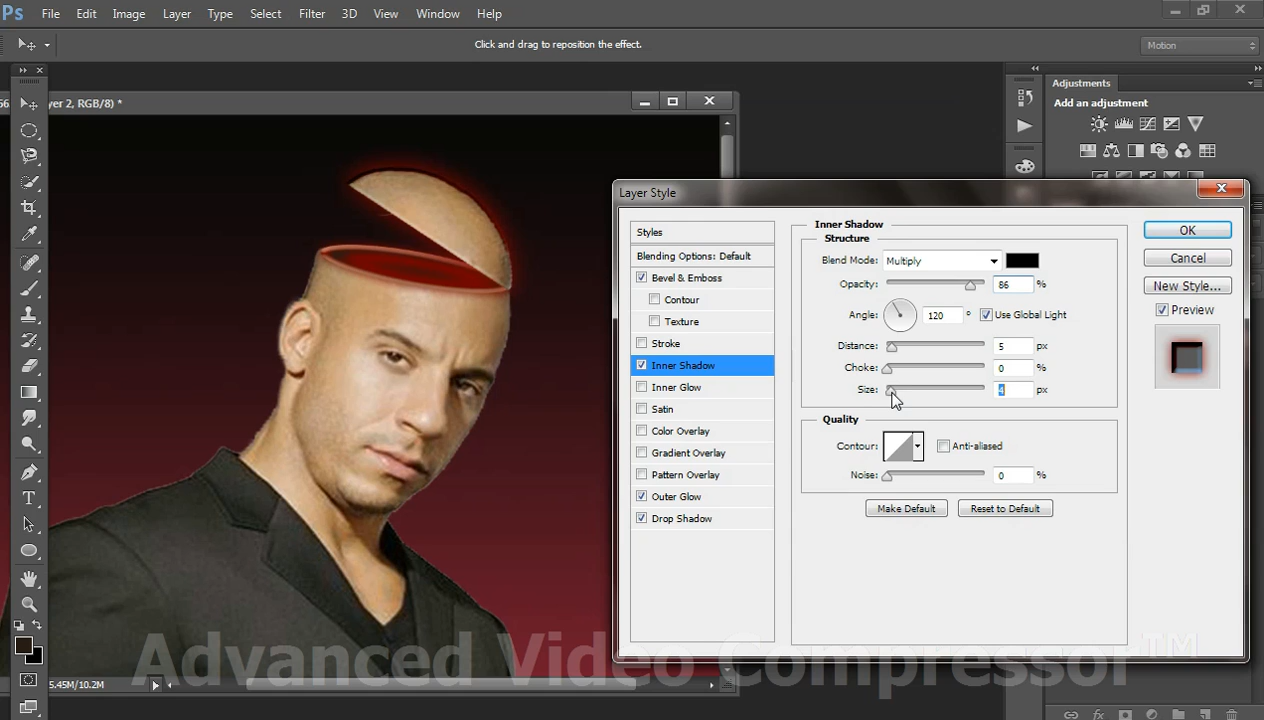 Ps File Edit Image Layer Type Select Filter 3D View Window Help
Click and drag to reposition the effect.
Motion
Adjustments
Add an adjustment
yer 2, RGB/8) *
Layer Style
Styles
Blending Options: Default
Bevel & Emboss
Contour
Texture
Stroke
Inner Shadow
Inner Glow
Satin
Color Overlay
Gradient Overlay
Pattern Overlay
Outer Glow
Drop Shadow
Inner Shadow
Structure
Blend Mode: Multiply
Opacity: 86 %
Angle: 120 ° Use Global Light
Distance: 5 px
Choke: 0 %
Size: 4 px
Quality
Contour: Anti-aliased
Noise: 0 %
Make Default Reset to Default
OK
Cancel
New Style...
Preview
T
5.45M/10.2M
fx
Advanced Video Compressor™